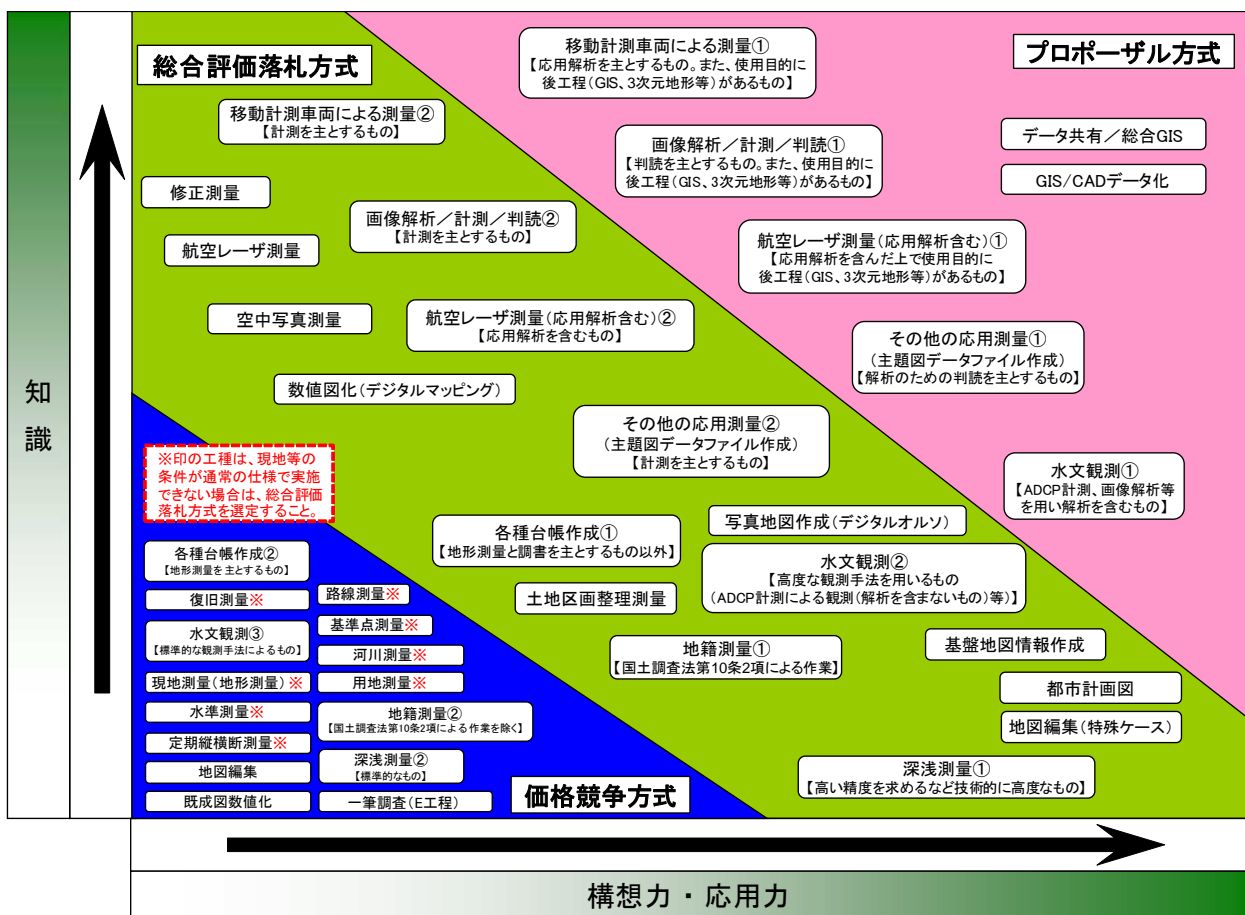 総合評価落札方式
プロポーザル方式
移動計測車両による測量①
【応用解析を主とするもの。また、使用目的に
後工程(GIS、3次元地形等)があるもの】
移動計測車両による測量②
【計測を主とするもの】
画像解析/計測/判読①
【判読を主とするもの。また、使用目的に
後工程(GIS、3次元地形等)があるもの】
データ共有/総合GIS
GIS/CADデータ化
修正測量
画像解析/計測/判読②
【計測を主とするもの】
航空レーザ測量
航空レーザ測量(応用解析含む)①
【応用解析を含んだ上で使用目的に
後工程(GIS、3次元地形等)があるもの】
空中写真測量
航空レーザ測量(応用解析含む)②
【応用解析を含むもの】
その他の応用測量①
(主題図データファイル作成)
【解析のための判読を主とするもの】
数値図化(デジタルマッピング)
その他の応用測量②
(主題図データファイル作成)
【計測を主とするもの】
知
識
※印の工種は、現地等の
条件が通常の仕様で実施
できない場合は、総合評価
落札方式を選定すること。
水文観測①
【ADCP計測、画像解析等
を用い解析を含むもの】
各種台帳作成①
【地形測量と調書を主とするもの以外】
写真地図作成(デジタルオルソ)
水文観測②
【高度な観測手法を用いるもの
(ADCP計測による観測(解析を含まないもの)等)】
土地区画整理測量
地籍測量①
【国土調査法第10条2項による作業】
基盤地図情報作成
都市計画図
地図編集(特殊ケース)
深浅測量①
【高い精度を求めるなど技術的に高度なもの】
各種台帳作成②
【地形測量を主とするもの】
復旧測量※
水文観測③
【標準的な観測手法によるもの】
現地測量(地形測量)※
水準測量※
定期縦横断測量※
地図編集
既成図数値化
路線測量※
基準点測量※
河川測量※
用地測量※
地籍測量②
【国土調査法第10条2項による作業を除く】
深浅測量②
【標準的なもの】
一筆調査(E工程)
価格競争方式
構想力・応用力